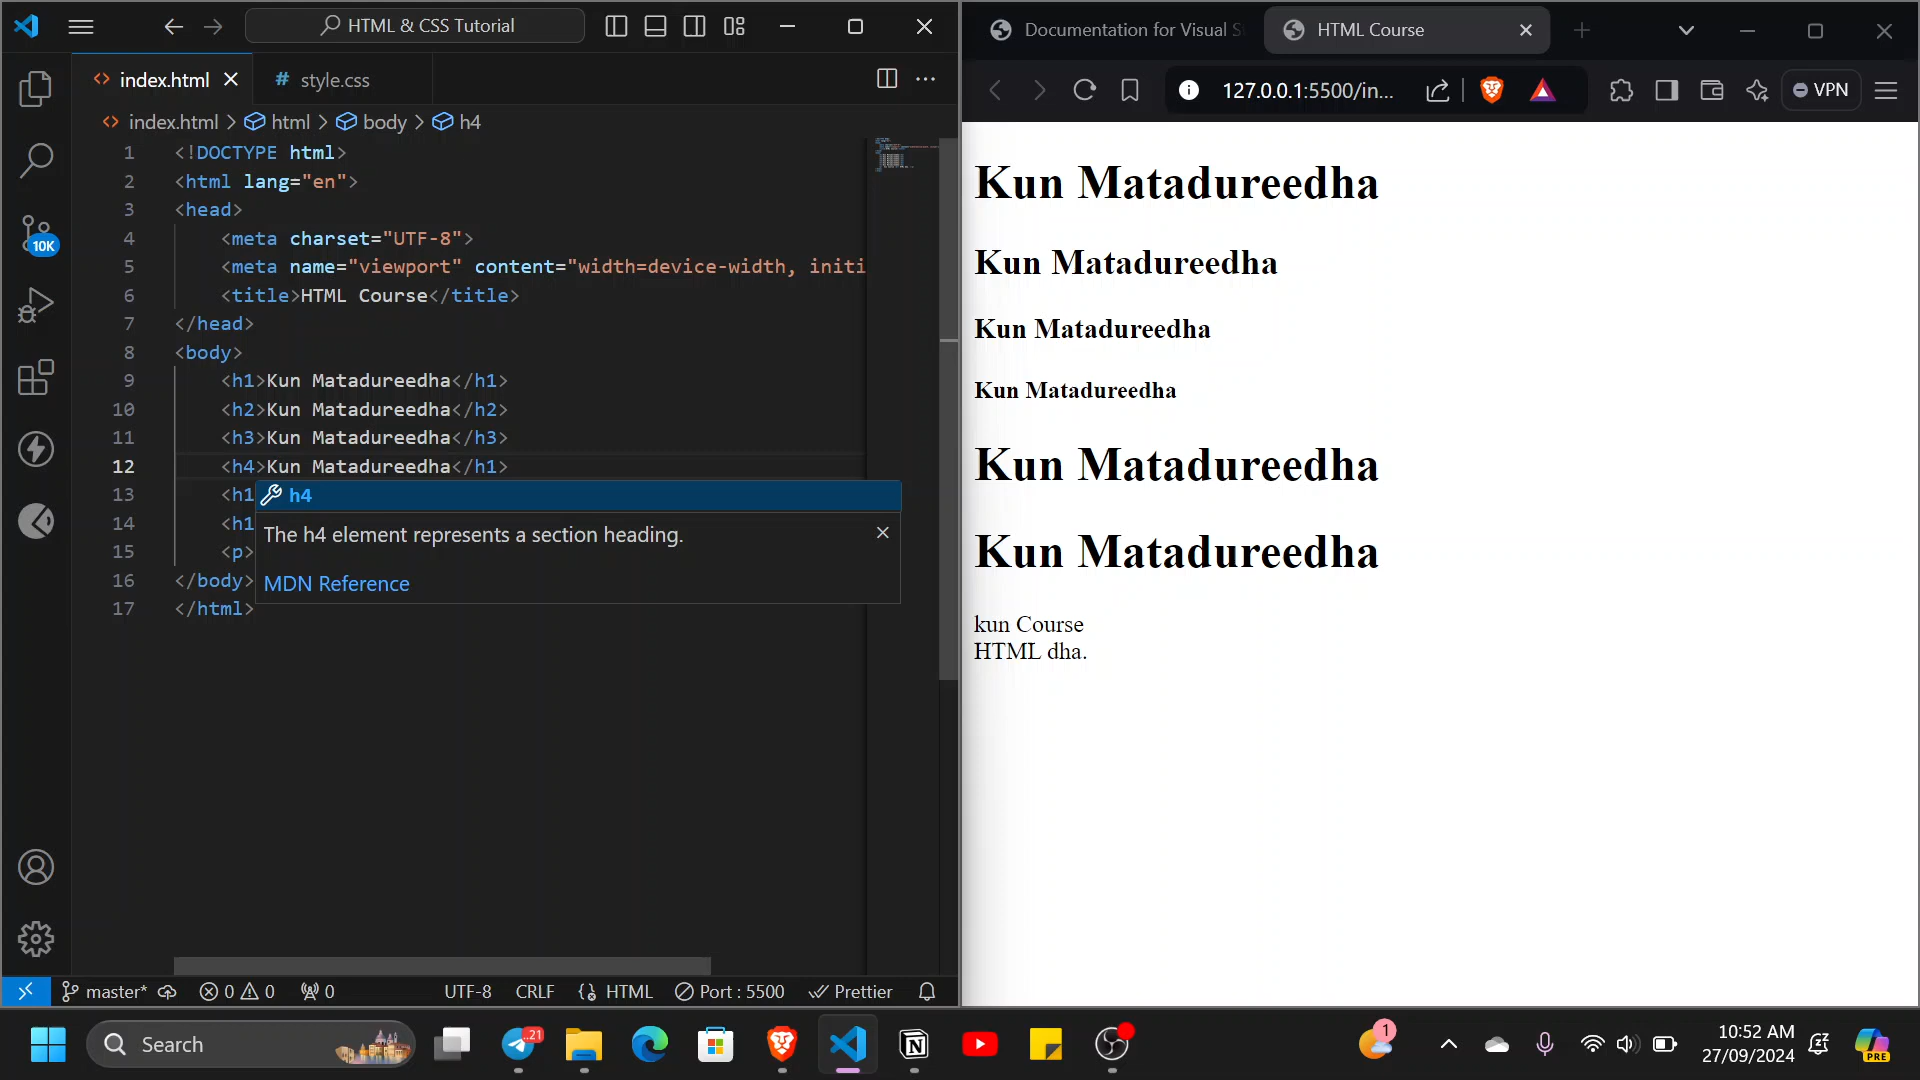 HTML & CSS Tutorial
index.html
# style.css
index.html > html > body > h4
1 <!DOCTYPE html>
2 <html lang="en">
3 <head>
4 <meta charset="UTF-8">
5 <meta name="viewport" content="width=device-width, initi
6 <title>HTML Course</title>
7 </head>
8 <body>
9 <h1>Kun Matadureedha</h1>
10 <h2>Kun Matadureedha</h2>
11 <h3>Kun Matadureedha</h3>
12 <h4>Kun Matadureedha</h1>
13 <h1
14 <h1
15 <p>
16 </body>
17 </html>
h4
The h4 element represents a section heading.
MDN Reference
10K
master* 0 0 0 UTF-8 CRLF HTML Port : 5500 Prettier
Documentation for Visual S
HTML Course
127.0.0.1:5500/in...
VPN
Kun Matadureedha
Kun Matadureedha
Kun Matadureedha
Kun Matadureedha
Kun Matadureedha
Kun Matadureedha
kun Course
HTML dha.
Search
..21
1
10:52 AM
27/09/2024
PRE